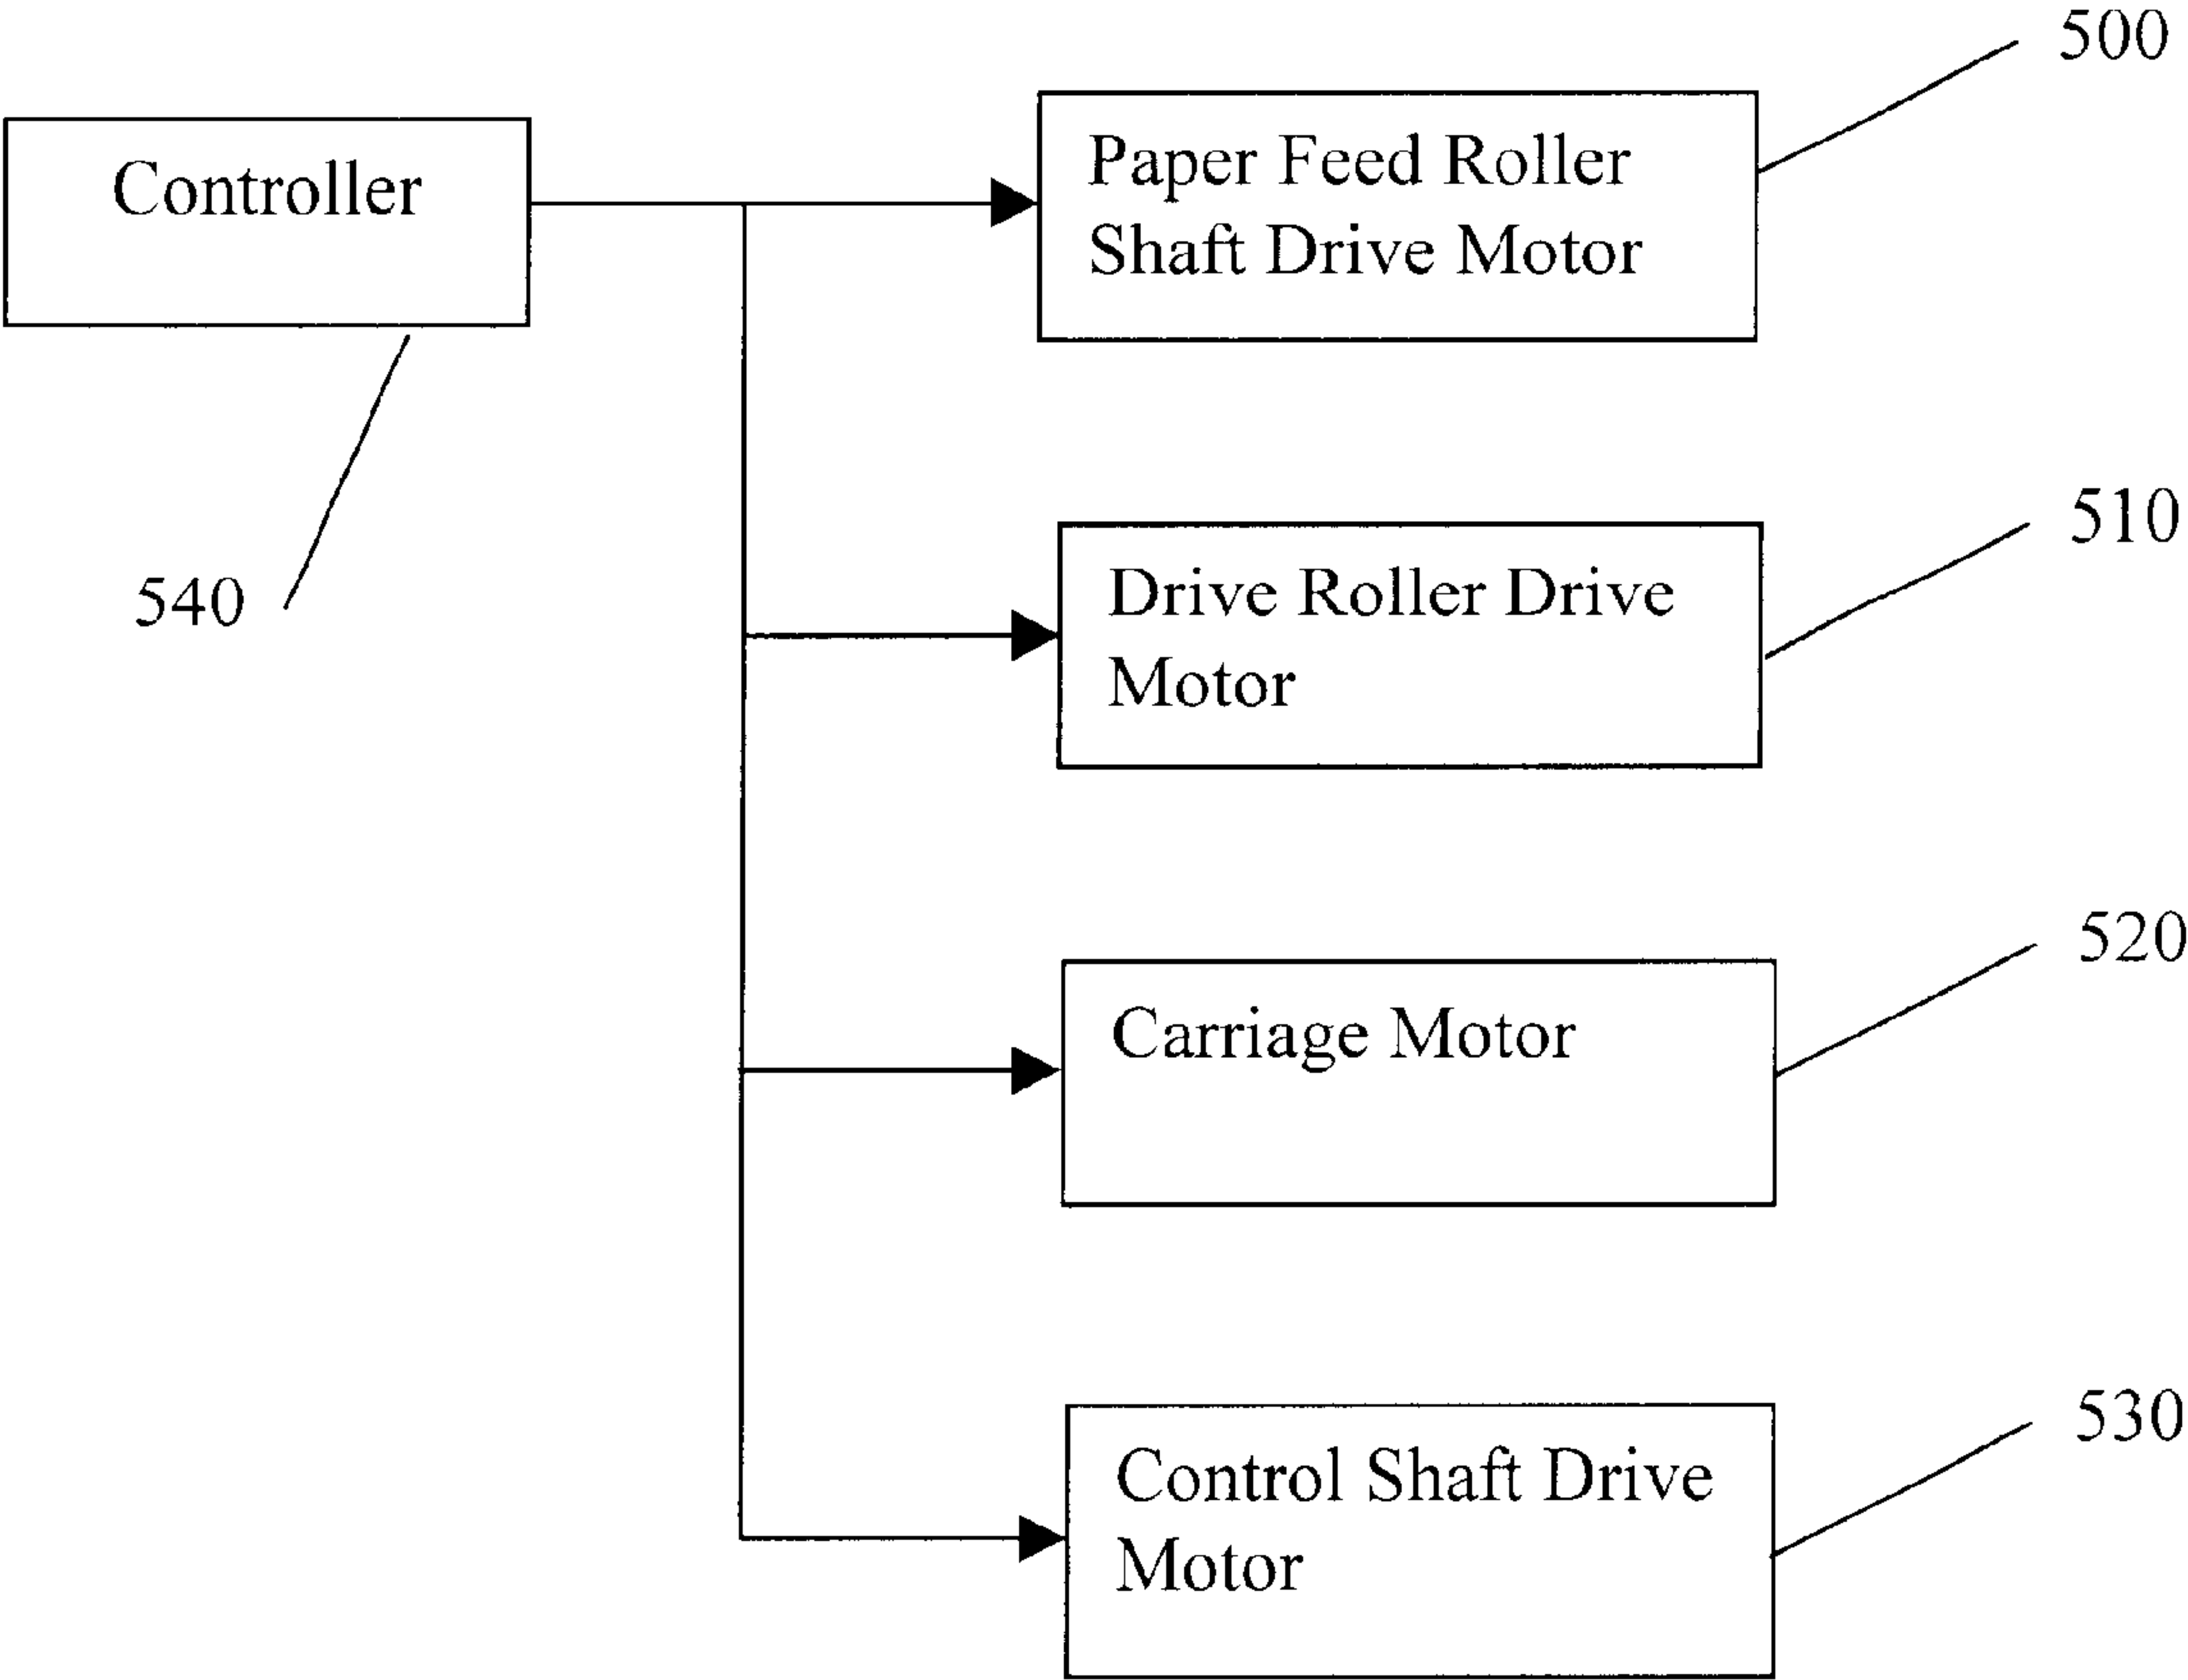 500
Controller
Paper Feed Roller
Shaft Drive Motor
510
Drive Roller Drive
Motor
540
520
Carriage Motor
530
Control Shaft Drive
Motor